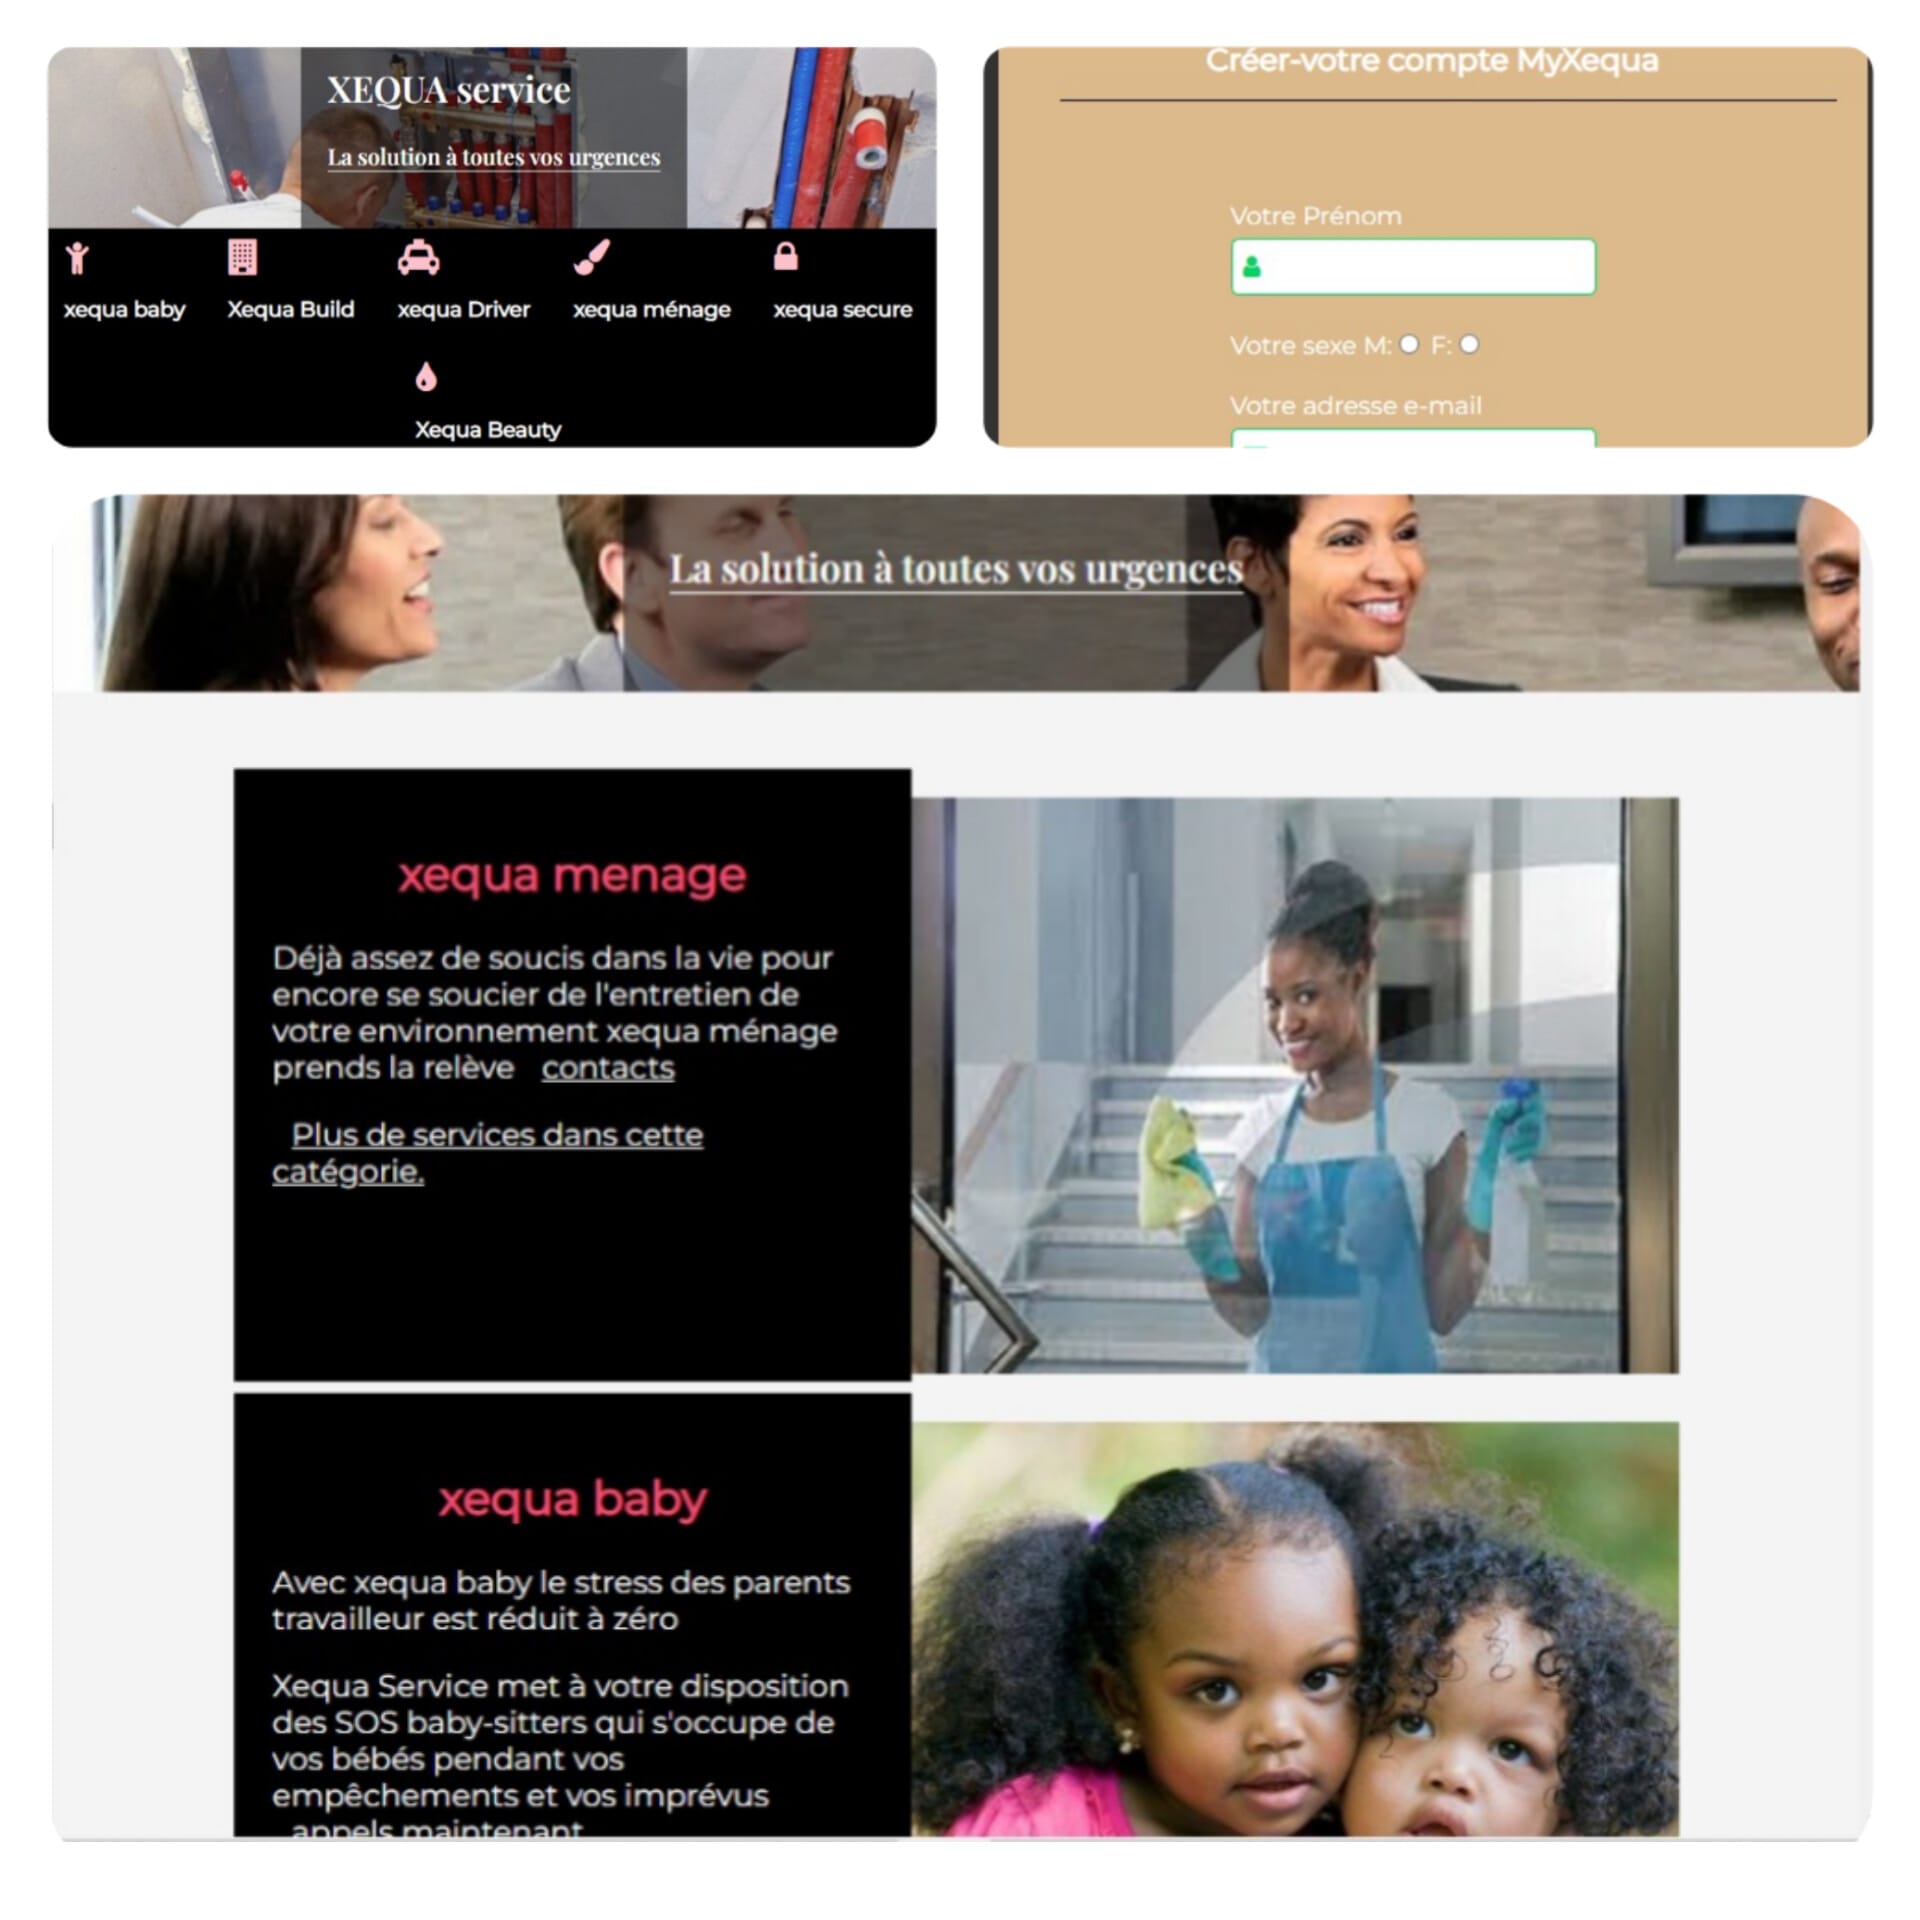 XEQUA service
La solution à toutes vos urgences
xequa baby
Xequa Build
xequa Driver
xequa ménage
xequa secure
Xequa Beauty
Créer-votre compte MyXequa
Votre Prénom
Votre sexe M: F:
Votre adresse e-mail
La solution à toutes vos urgences
xequa menage
Déjà assez de soucis dans la vie pour
encore se soucier de l'entretien de
votre environnement xequa ménage
prends la relève contacts
Plus de services dans cette
catégorie.
xequa baby
Avec xequa baby le stress des parents
travailleur est réduit à zéro
Xequa Service met à votre disposition
des SOS baby-sitters qui s'occupe de
vos bébés pendant vos
empêchements et vos imprévus
appels maintenant